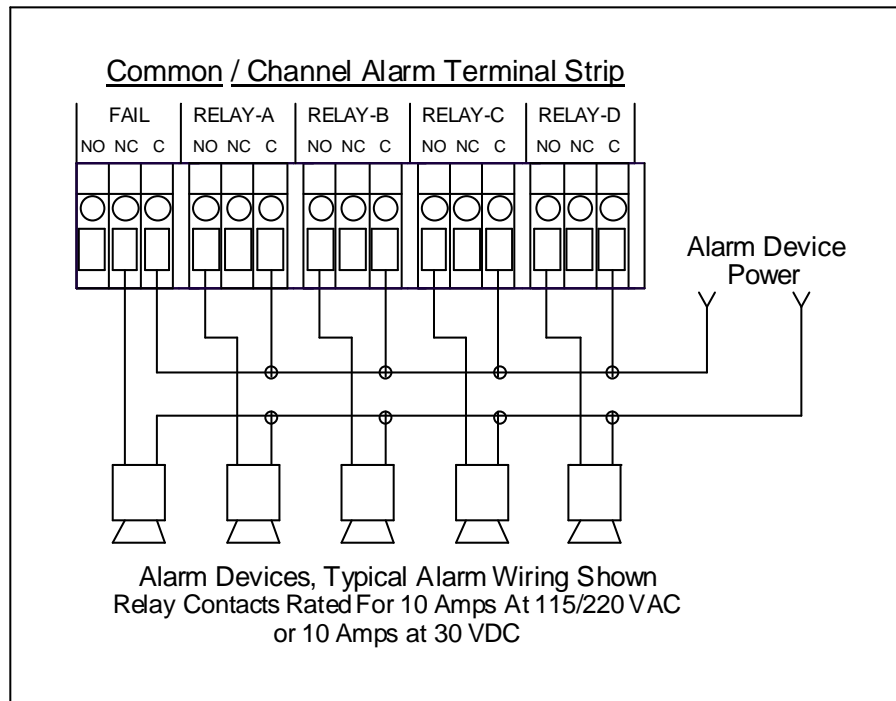 Common / Channel Alarm Terminal Strip
FAIL RELAY-A RELAY-B RELAY-C RELAY-D
NO NC C NO NC C NO NC C NO NC C NO NC C
Alarm Device
Power
Alarm Devices, Typical Alarm Wiring Shown
Relay Contacts Rated For 10 Amps At 115/220 VAC
or 10 Amps at 30 VDC